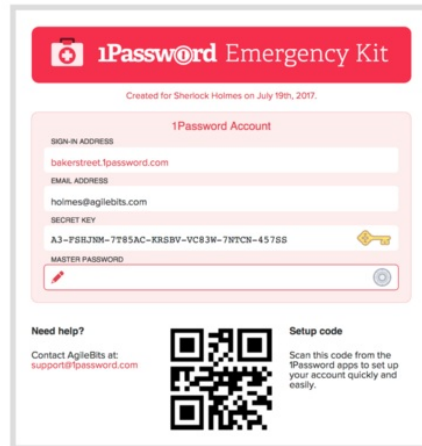 1Password Emergency Kit
Created for Sherlock Holmes on July 19th, 2017.
1Password Account
SIGN-IN ADDRESS
bakerstreet.1password.com
EMAIL ADDRESS
holmes@agilebits.com
SECRET KEY
A3-FSHJNM-7T85AC-KRSBV-VC83W-7NTCN-457SS
MASTER PASSWORD
Need help?
Contact AgileBits at:
support@1password.com
Setup code
Scan this code from the
1Password apps to set up
your account quickly and
easily.